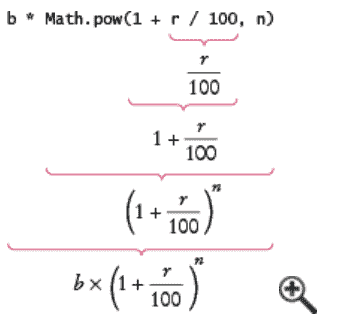 b * Math.pow(1 + r / 100, n)
r
100
1 + r
100
(1 + r
100)ⁿ
b × (1 + r
100)ⁿ